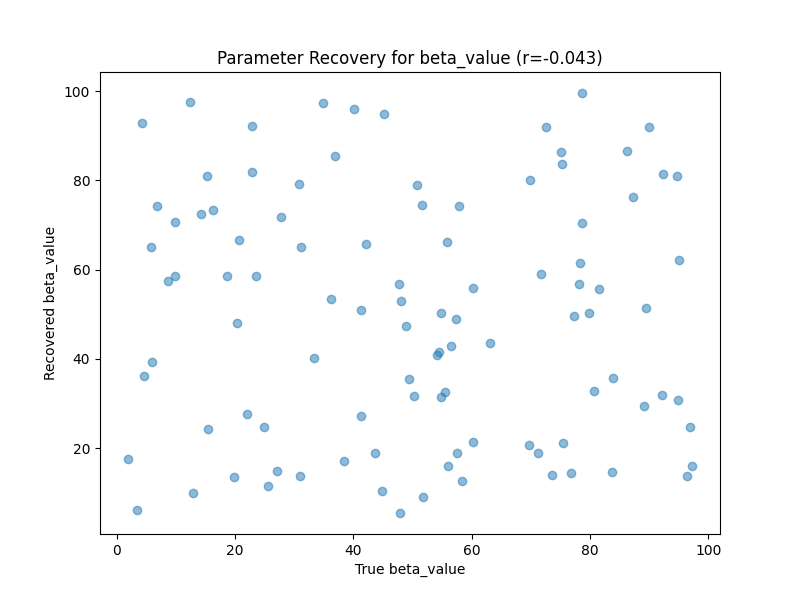 Parameter Recovery for beta_value (r=-0.043)
100
80
60
40
20
Recovered beta_value
0 20 40 60 80 100
True beta_value